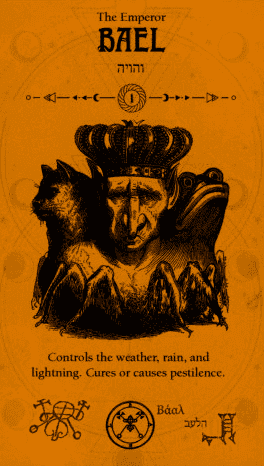 The Emperor
BAEL
והויה
1
Controls the weather, rain, and
lightning. Cures or causes pestilence.
Βάαλ
הלעב